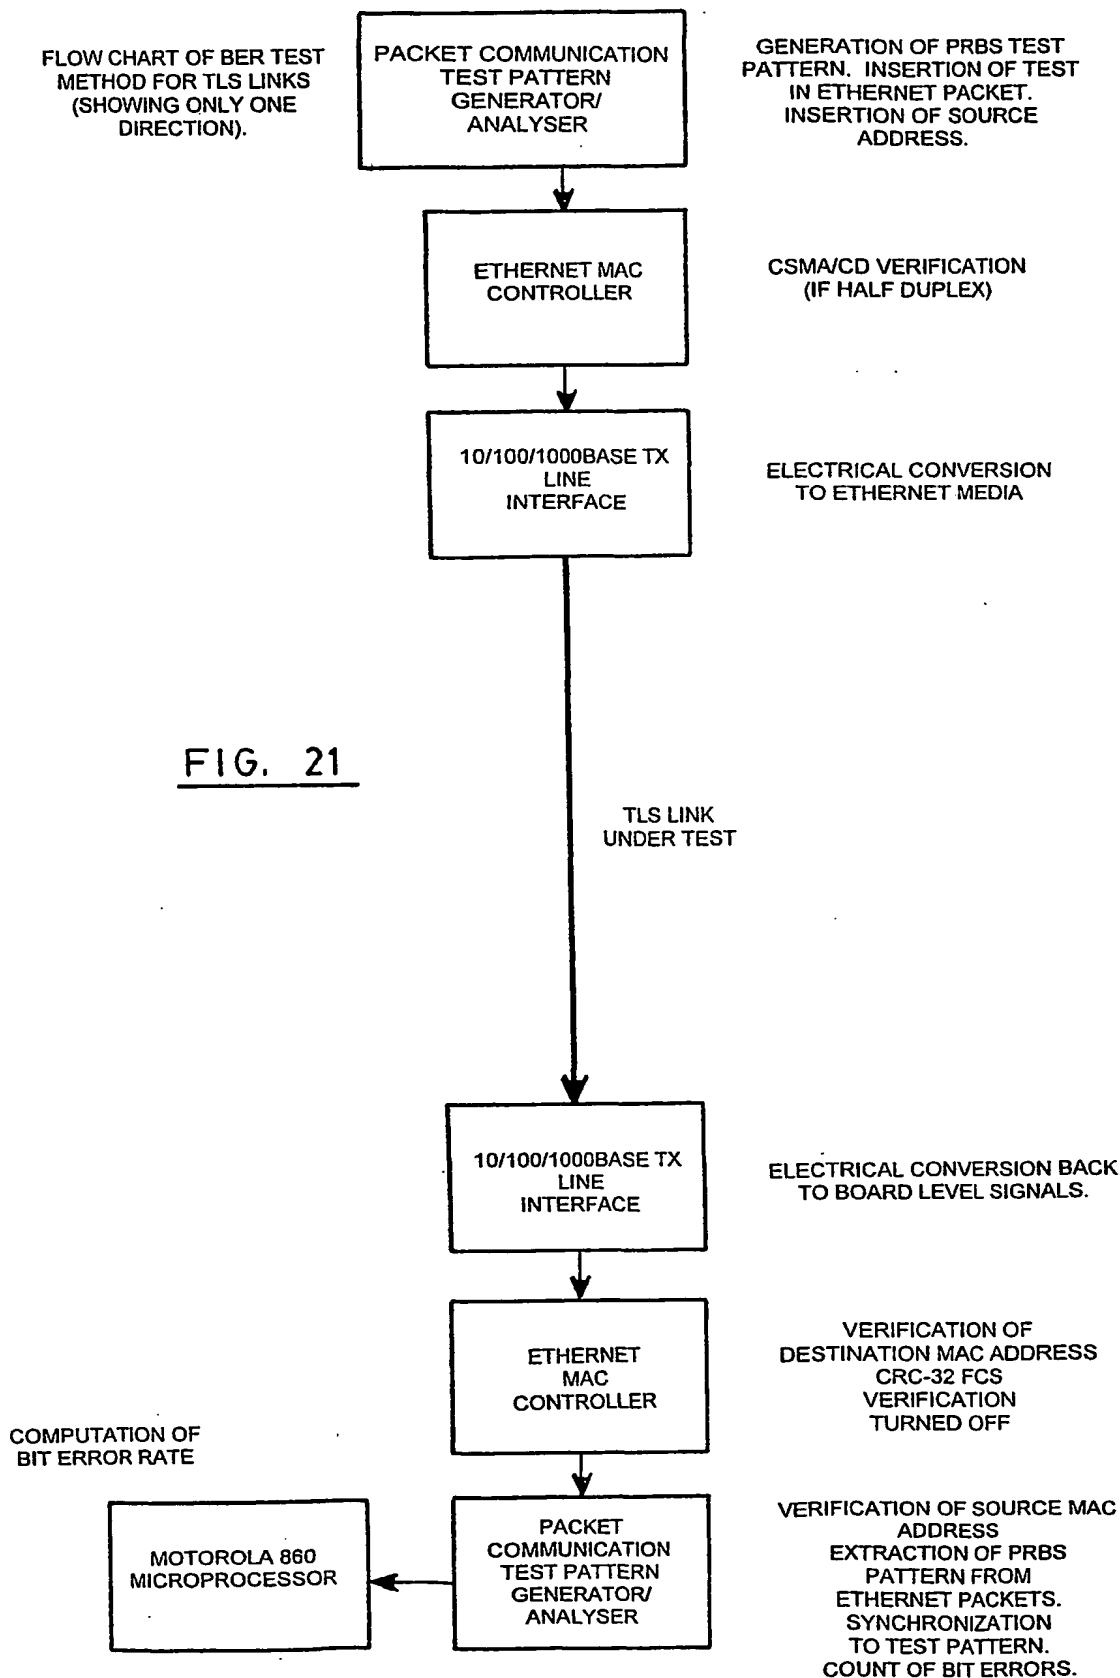 FLOW CHART OF BER TEST
METHOD FOR TLS LINKS
(SHOWING ONLY ONE
DIRECTION).
PACKET COMMUNICATION
TEST PATTERN
GENERATOR/
ANALYSER
GENERATION OF PRBS TEST
PATTERN. INSERTION OF TEST
IN ETHERNET PACKET.
INSERTION OF SOURCE
ADDRESS.
ETHERNET MAC
CONTROLLER
CSMA/CD VERIFICATION
(IF HALF DUPLEX)
10/100/1000BASE TX
LINE
INTERFACE
ELECTRICAL CONVERSION
TO ETHERNET MEDIA
FIG. 21
TLS LINK
UNDER TEST
10/100/1000BASE TX
LINE
INTERFACE
ELECTRICAL CONVERSION BACK
TO BOARD LEVEL SIGNALS.
ETHERNET
MAC
CONTROLLER
VERIFICATION OF
DESTINATION MAC ADDRESS
CRC-32 FCS
VERIFICATION
TURNED OFF
COMPUTATION OF
BIT ERROR RATE
MOTOROLA 860
MICROPROCESSOR
PACKET
COMMUNICATION
TEST PATTERN
GENERATOR/
ANALYSER
VERIFICATION OF SOURCE MAC
ADDRESS
EXTRACTION OF PRBS
PATTERN FROM
ETHERNET PACKETS.
SYNCHRONIZATION
TO TEST PATTERN.
COUNT OF BIT ERRORS.